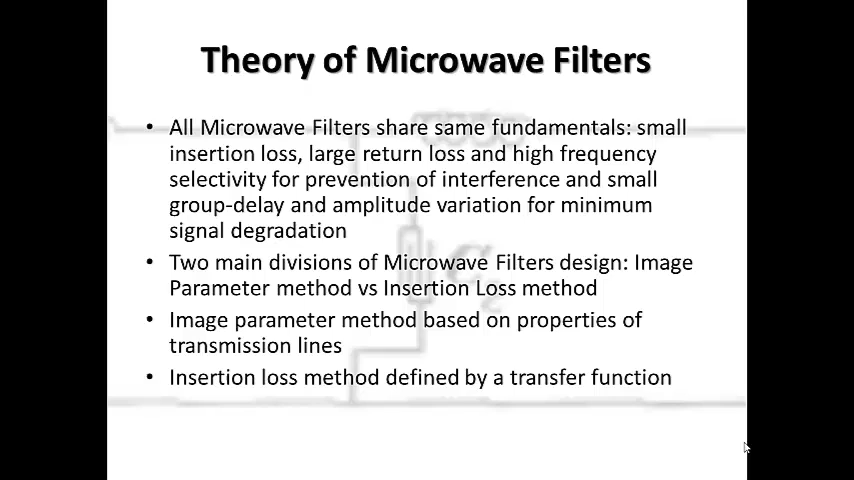 Theory of Microwave Filters
• All Microwave Filters share same fundamentals: small
insertion loss, large return loss and high frequency
selectivity for prevention of interference and small
group-delay and amplitude variation for minimum
signal degradation
• Two main divisions of Microwave Filters design: Image
Parameter method vs Insertion Loss method
• Image parameter method based on properties of
transmission lines
• Insertion loss method defined by a transfer function